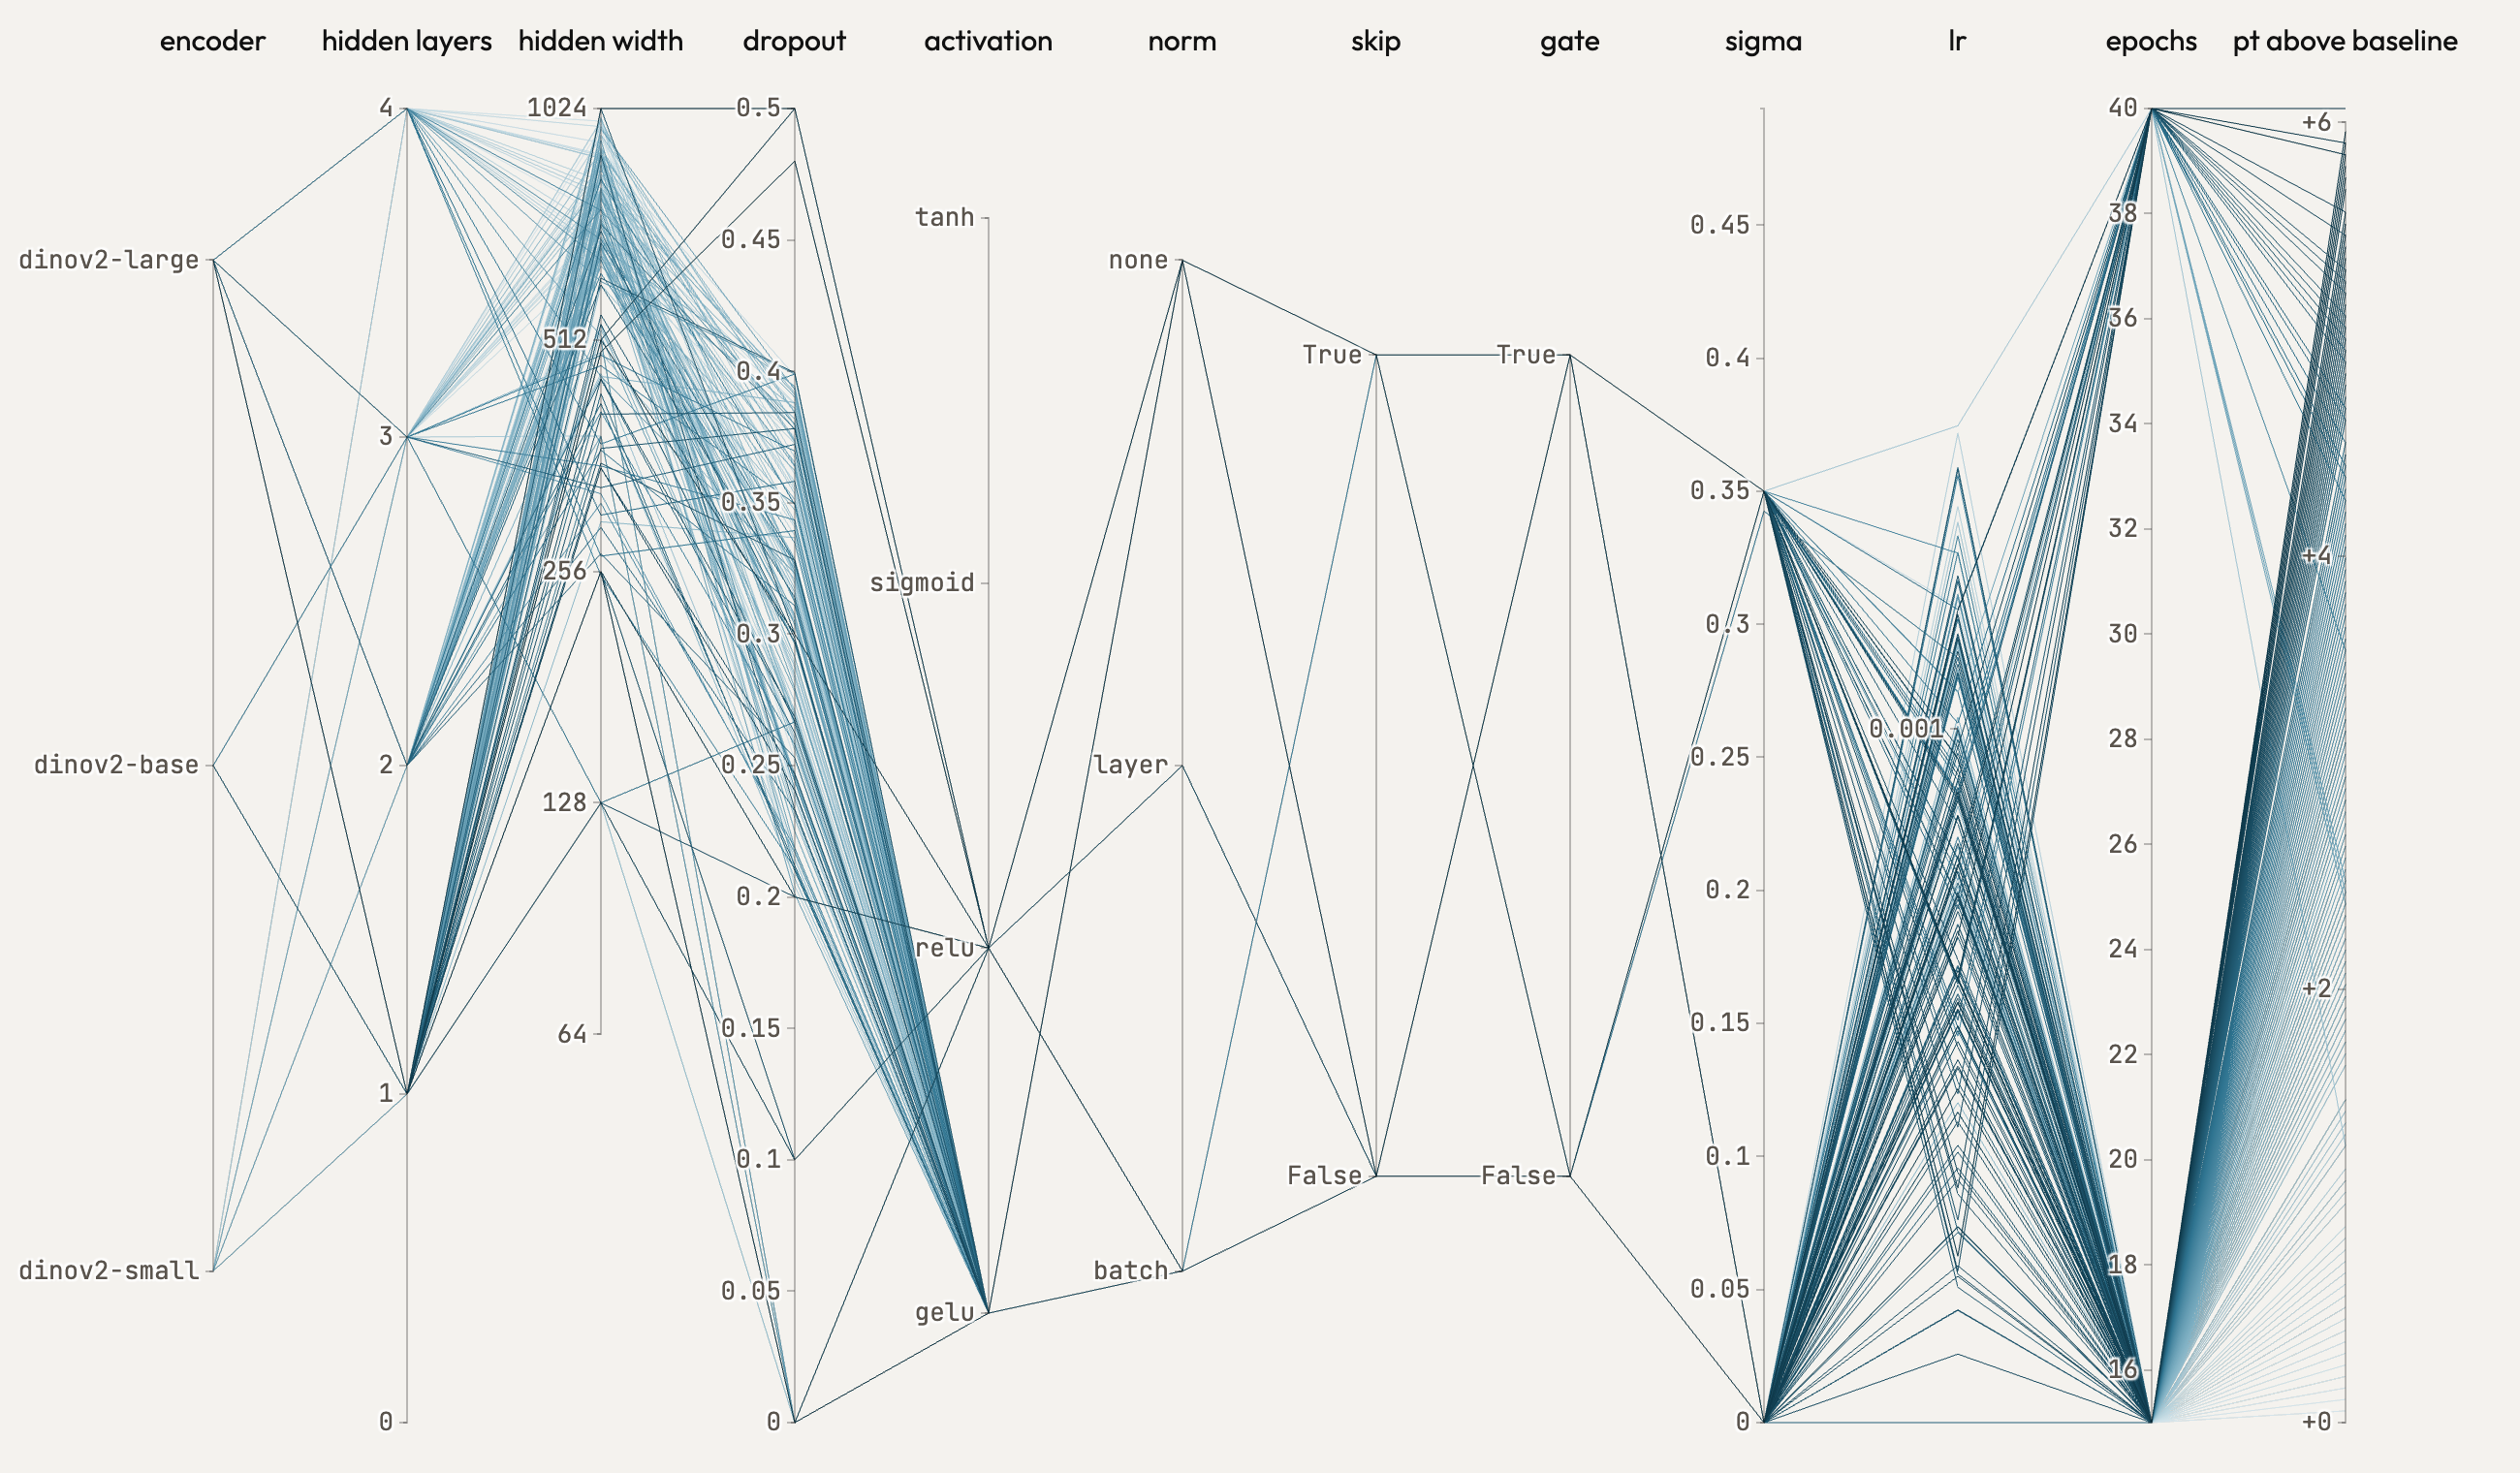 encoder
hidden layers
hidden width
dropout
activation
norm
skip
gate
sigma
lr
epochs
pt above baseline
dinov2-large
dinov2-base
dinov2-small
4
3
2
1
0
1024
512
256
128
64
0.5
0.45
0.4
0.35
0.3
0.25
0.2
0.15
0.1
0.05
0
tanh
sigmoid
relu
gelu
none
layer
batch
True
False
True
False
0.45
0.4
0.35
0.3
0.25
0.2
0.15
0.1
0.05
0
0.001
40
38
36
34
32
30
28
26
24
22
20
18
16
+6
+4
+2
+0